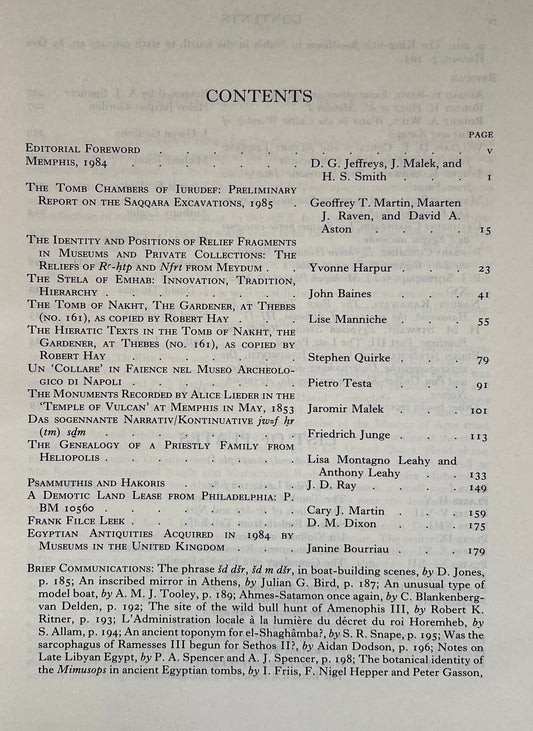 CONTENTS
PAGE
EDITORIAL FOREWORD . . . . . . . . . . . v
MEMPHIS, 1984 . . . . . . D. G. Jeffreys, J. Malek, and
H. S. Smith . . . 1
THE TOMB CHAMBERS OF IURUDEF: PRELIMINARY
REPORT ON THE SAQQARA EXCAVATIONS, 1985 . Geoffrey T. Martin, Maarten
J. Raven, and David A.
Aston . . . . 15
THE IDENTITY AND POSITIONS OF RELIEF FRAGMENTS
IN MUSEUMS AND PRIVATE COLLECTIONS: THE
RELIEFS OF Rꜥ-ḥtp AND Nfrt FROM MEYDUM . . Yvonne Harpur . . . 23
THE STELA OF EMHAB: INNOVATION, TRADITION,
HIERARCHY . . . . . . . John Baines . . . 41
THE TOMB OF NAKHT, THE GARDENER, AT THEBES
(NO. 161), AS COPIED BY ROBERT HAY . . . Lise Manniche . . . 55
THE HIERATIC TEXTS IN THE TOMB OF NAKHT, THE
GARDENER, AT THEBES (NO. 161), AS COPIED BY
ROBERT HAY . . . . . . Stephen Quirke . . . 79
UN ‘COLLARE’ IN FAIENCE NEL MUSEO ARCHEOLO-
GICO DI NAPOLI . . . . . . Pietro Testa . . . 91
THE MONUMENTS RECORDED BY ALICE LIEDER IN THE
‘TEMPLE OF VULCAN’ AT MEMPHIS IN MAY, 1853 Jaromir Malek . . . 101
DAS SOGENNANTE NARRATIV/KONTINUATIVE jw=f ḥr
(tm) sḏm . . . . . . . Friedrich Junge . . . 113
THE GENEALOGY OF A PRIESTLY FAMILY FROM
HELIOPOLIS . . . . . . . Lisa Montagno Leahy and
Anthony Leahy . . 133
PSAMMUTHIS AND HAKORIS . . . . . J. D. Ray . . . . 149
A DEMOTIC LAND LEASE FROM PHILADELPHIA: P.
BM 10560 . . . . . . . Cary J. Martin . . . 159
FRANK FILCE LEEK . . . . . . D. M. Dixon . . . 175
EGYPTIAN ANTIQUITIES ACQUIRED IN 1984 BY
MUSEUMS IN THE UNITED KINGDOM . . . Janine Bourriau . . . 179
BRIEF COMMUNICATIONS: The phrase šd dšr, šd m dšr, in boat-building scenes, by D. Jones,
p. 185; An inscribed mirror in Athens, by Julian G. Bird, p. 187; An unusual type of
model boat, by A. M. J. Tooley, p. 189; Ahmes-Satamon once again, by C. Blankenberg-
van Delden, p. 192; The site of the wild bull hunt of Amenophis III, by Robert K.
Ritner, p. 193; L'Administration locale à la lumière du décret du roi Horemheb, by
S. Allam, p. 194; An ancient toponym for el-Shaghâmba?, by S. R. Snape, p. 195; Was the
sarcophagus of Ramesses III begun for Sethos II?, by Aidan Dodson, p. 196; Notes on
Late Libyan Egypt, by P. A. Spencer and A. J. Spencer, p. 198; The botanical identity of
the Mimusops in ancient Egyptian tombs, by I. Friis, F. Nigel Hepper and Peter Gasson,